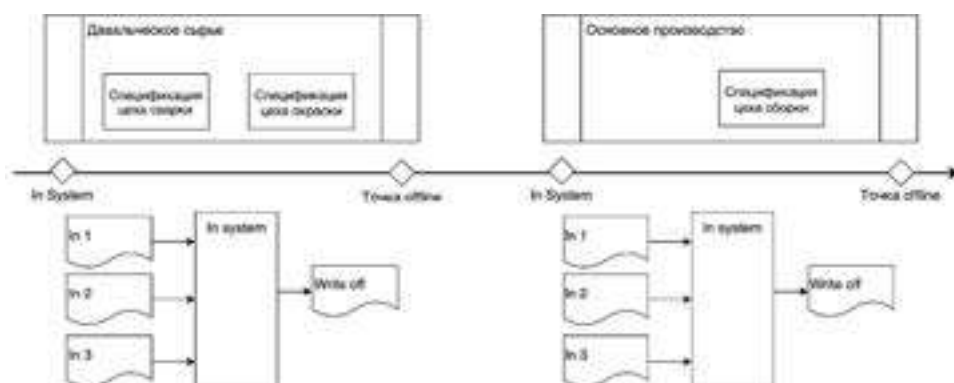 Давальческое сырье
Основное производство
Спецификация
цеха сварки
Спецификация
цеха окраски
Спецификация
цеха сборки
In System
Точка offline
In System
Точка offline
In 1
In system
In 1
In system
In 2
Write off
In 2
Write off
In 3
In 3